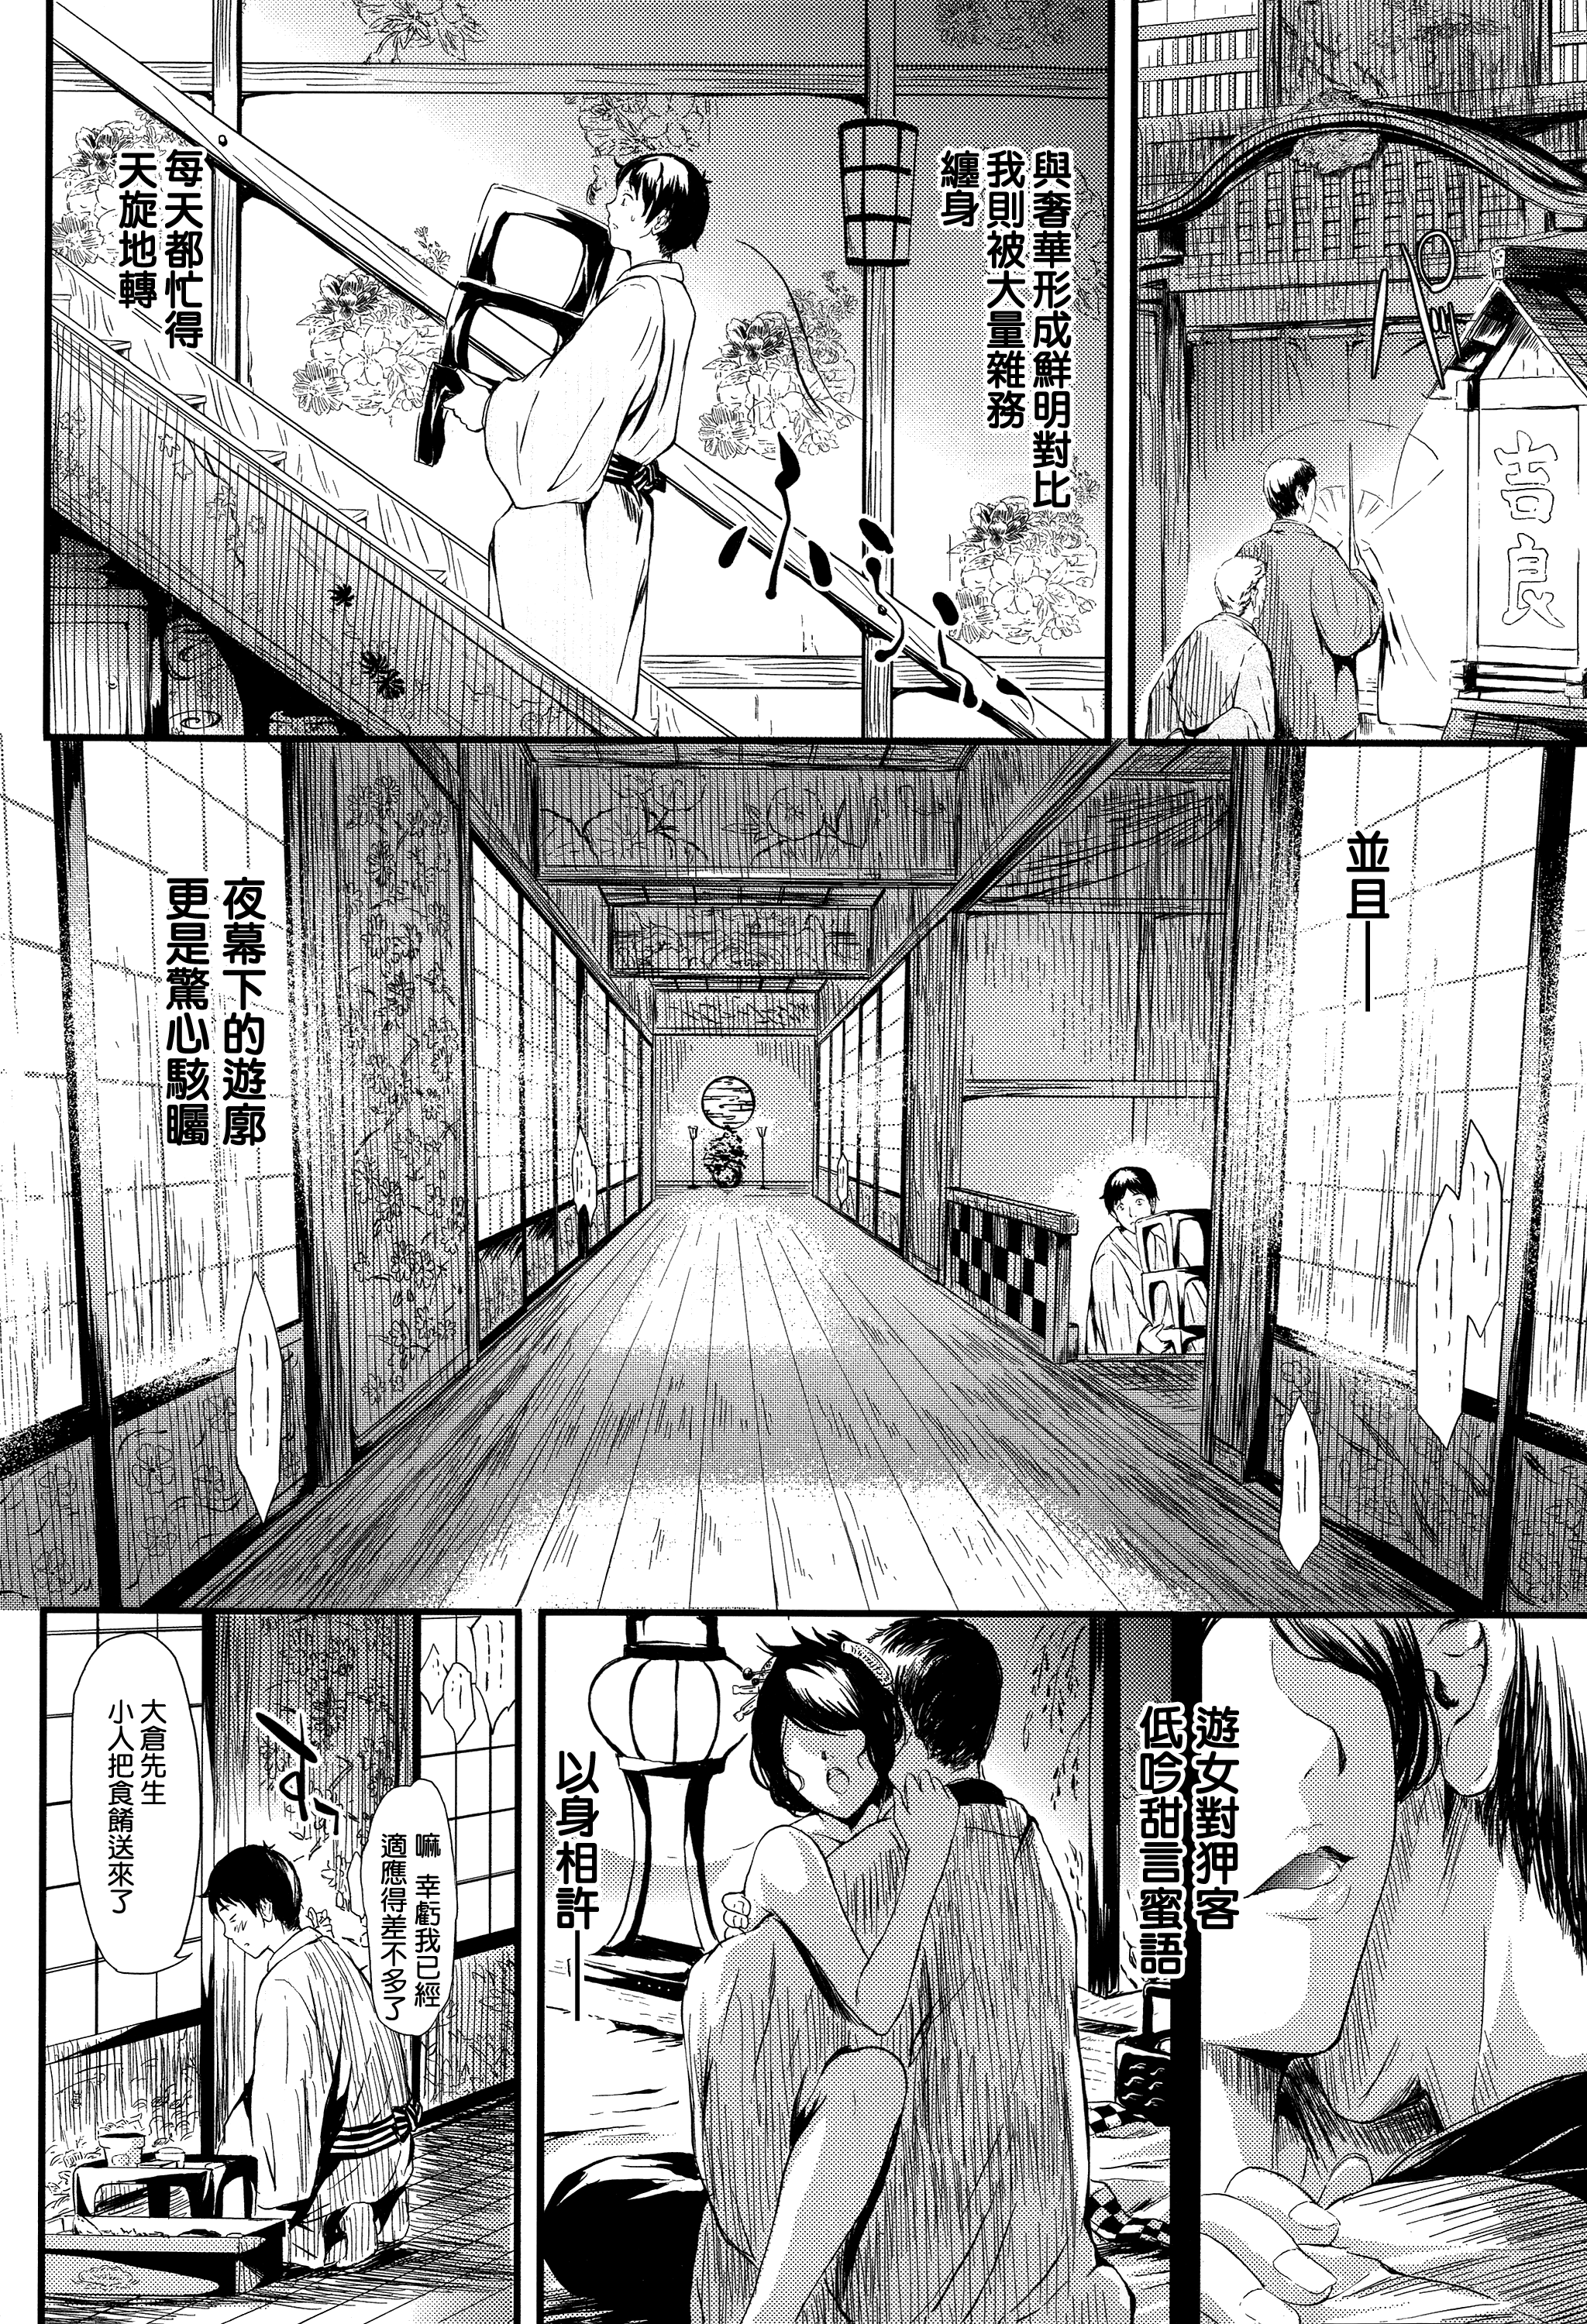 吉良
ペロ
與奢華形成鮮明對比
我則被大量雜務
纏身
每天都忙得
天旋地轉
並且——
夜幕下的遊廓
更是驚心駭矚
遊女對狎客
低吟甜言蜜語
以身相許——
嘛 幸虧我已經
適應得差不多了
大倉先生
小人把食餚送來了